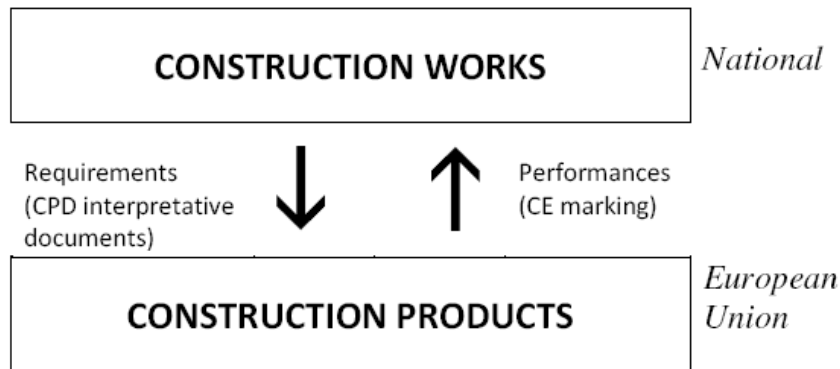 CONSTRUCTION WORKS
National
Requirements
(CPD interpretative
documents)
Performances
(CE marking)
CONSTRUCTION PRODUCTS
European
Union